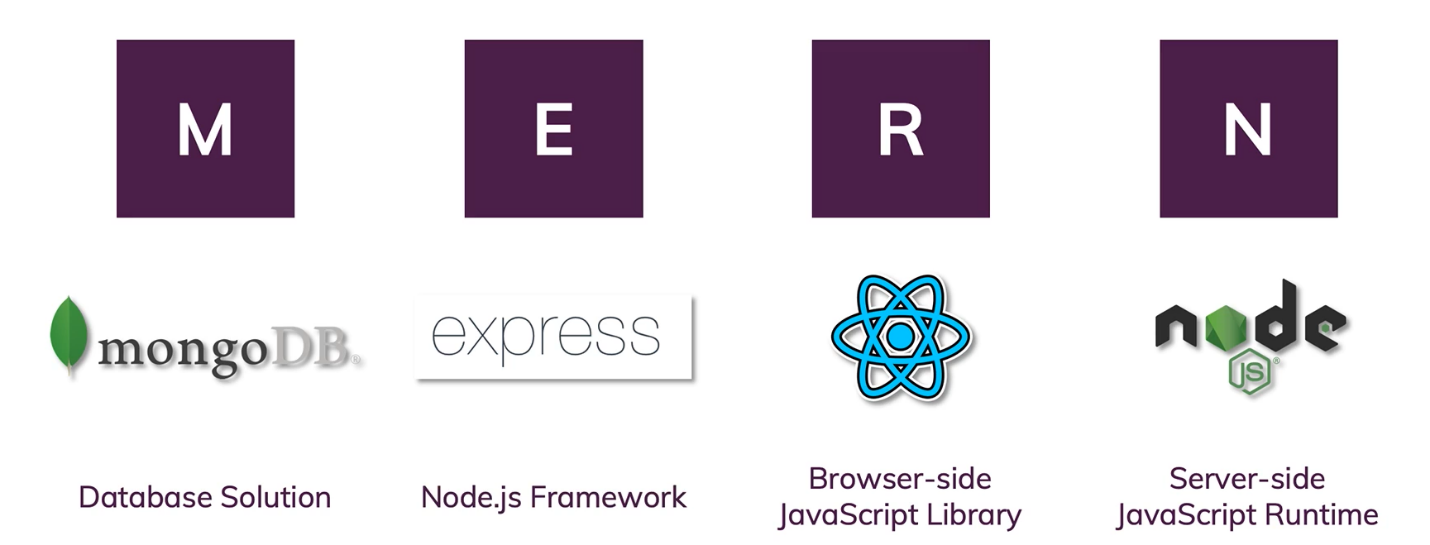 M
E
R
N
mongoDB®
express
node
JS®
Database Solution
Node.js Framework
Browser-side
JavaScript Library
Server-side
JavaScript Runtime